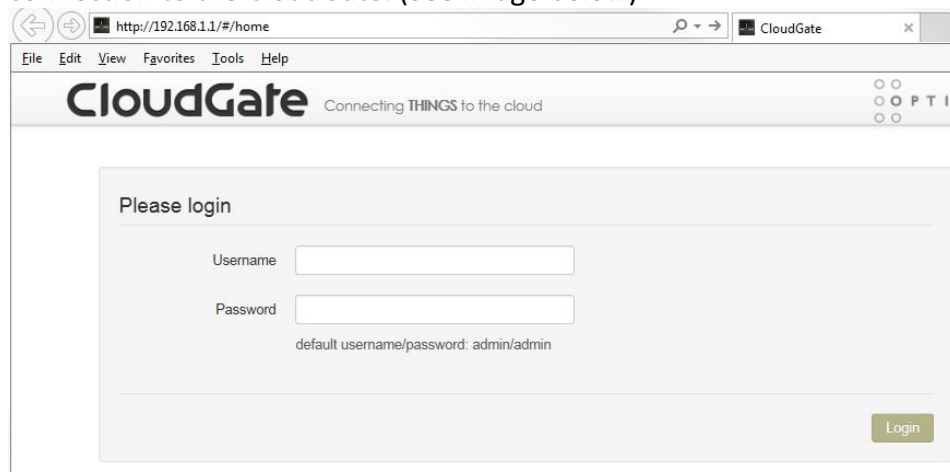 http://192.168.1.1/#/home
CloudGate
File Edit View Favorites Tools Help
CloudGate Connecting THINGS to the cloud
O P T I
Please login
Username
Password
default username/password: admin/admin
Login